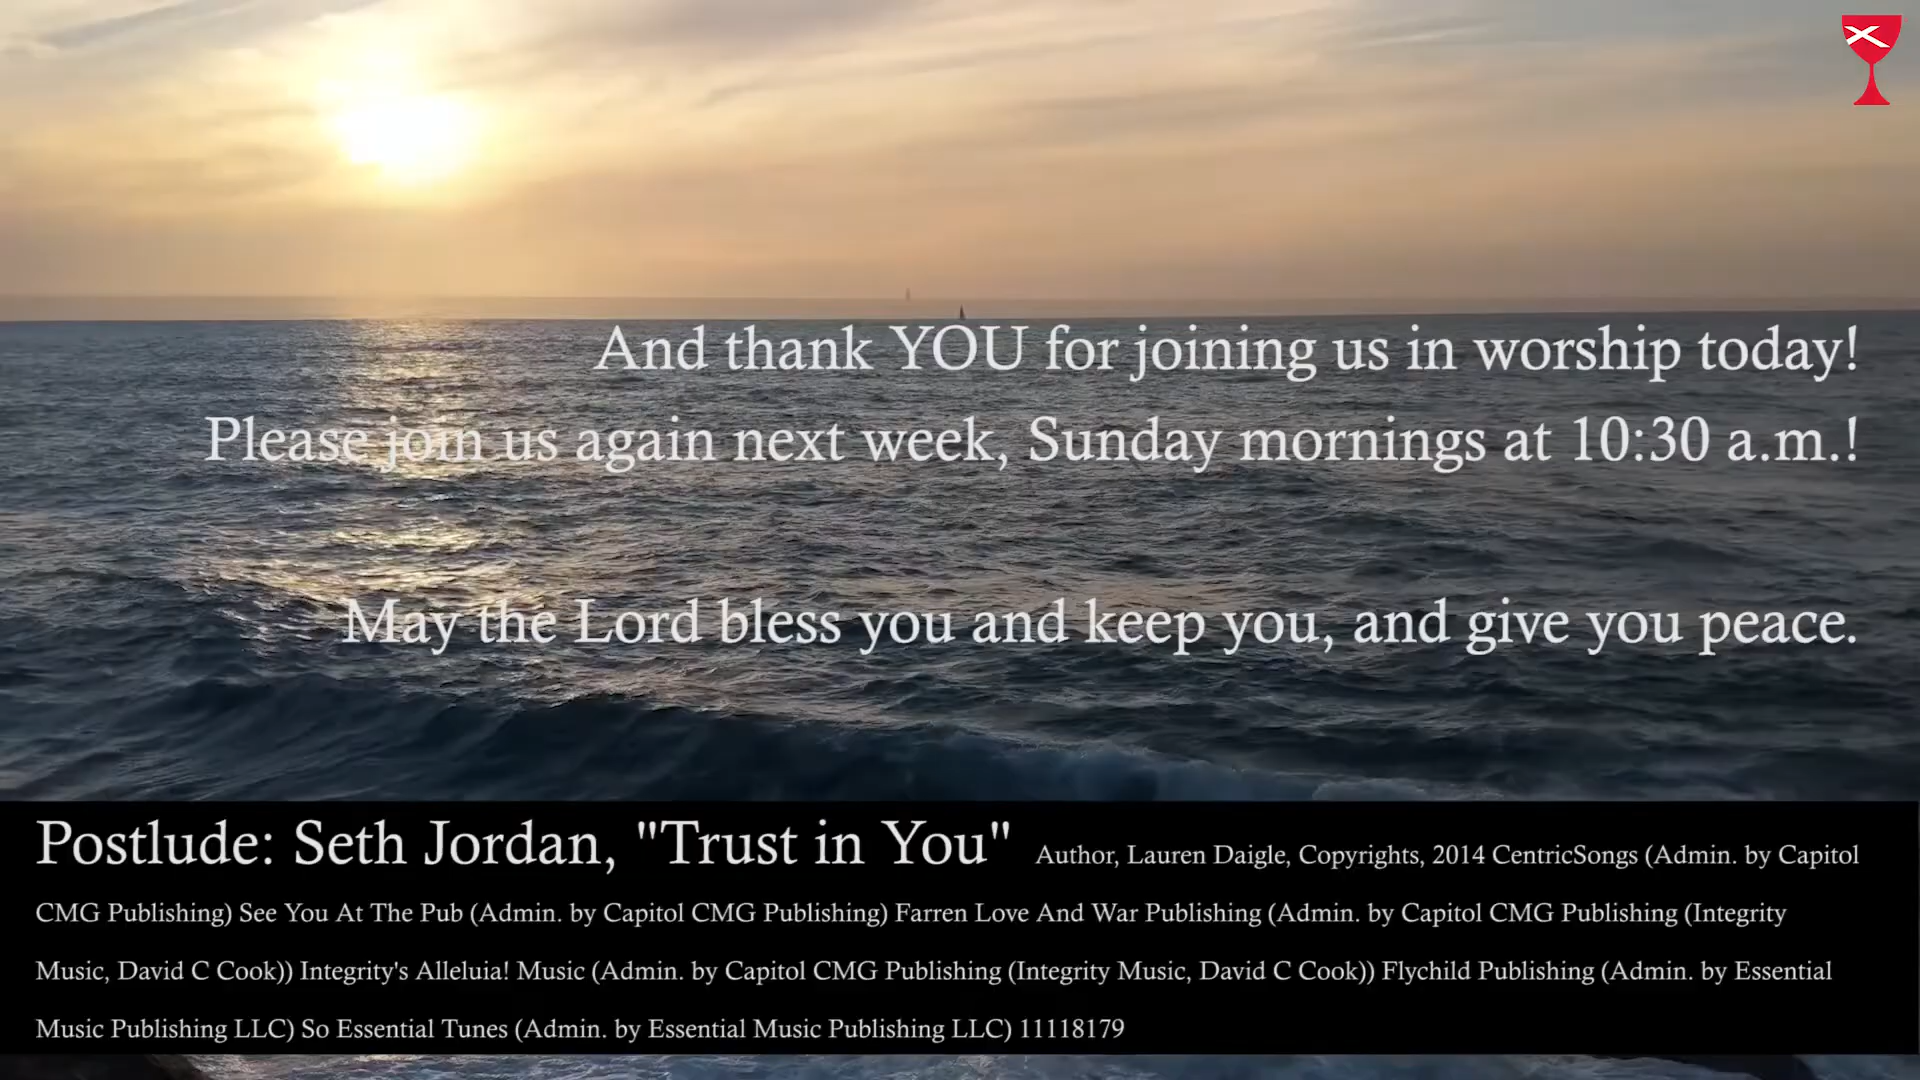 And thank YOU for joining us in worship today!
Please join us again next week, Sunday mornings at 10:30 a.m.!
May the Lord bless you and keep you, and give you peace.
Postlude: Seth Jordan, "Trust in You" Author, Lauren Daigle, Copyrights, 2014 CentricSongs (Admin. by Capitol
CMG Publishing) See You At The Pub (Admin. by Capitol CMG Publishing) Farren Love And War Publishing (Admin. by Capitol CMG Publishing (Integrity
Music, David C Cook)) Integrity's Alleluia! Music (Admin. by Capitol CMG Publishing (Integrity Music, David C Cook)) Flychild Publishing (Admin. by Essential
Music Publishing LLC) So Essential Tunes (Admin. by Essential Music Publishing LLC) 11118179